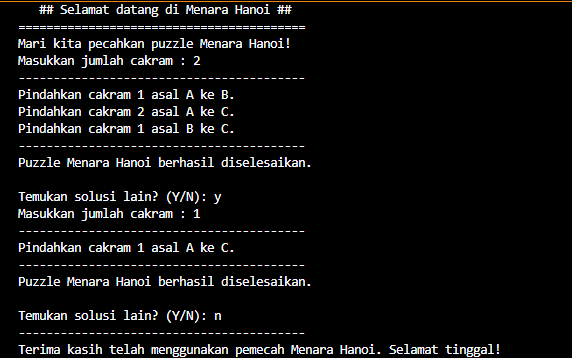 ## Selamat datang di Menara Hanoi ##
=========================================
Mari kita pecahkan puzzle Menara Hanoi!
Masukkan jumlah cakram : 2
-----------------------------------------
Pindahkan cakram 1 asal A ke B.
Pindahkan cakram 2 asal A ke C.
Pindahkan cakram 1 asal B ke C.
-----------------------------------------
Puzzle Menara Hanoi berhasil diselesaikan.

Temukan solusi lain? (Y/N): y
Masukkan jumlah cakram : 1
-----------------------------------------
Pindahkan cakram 1 asal A ke C.
-----------------------------------------
Puzzle Menara Hanoi berhasil diselesaikan.

Temukan solusi lain? (Y/N): n
-----------------------------------------
Terima kasih telah menggunakan pemecah Menara Hanoi. Selamat tinggal!